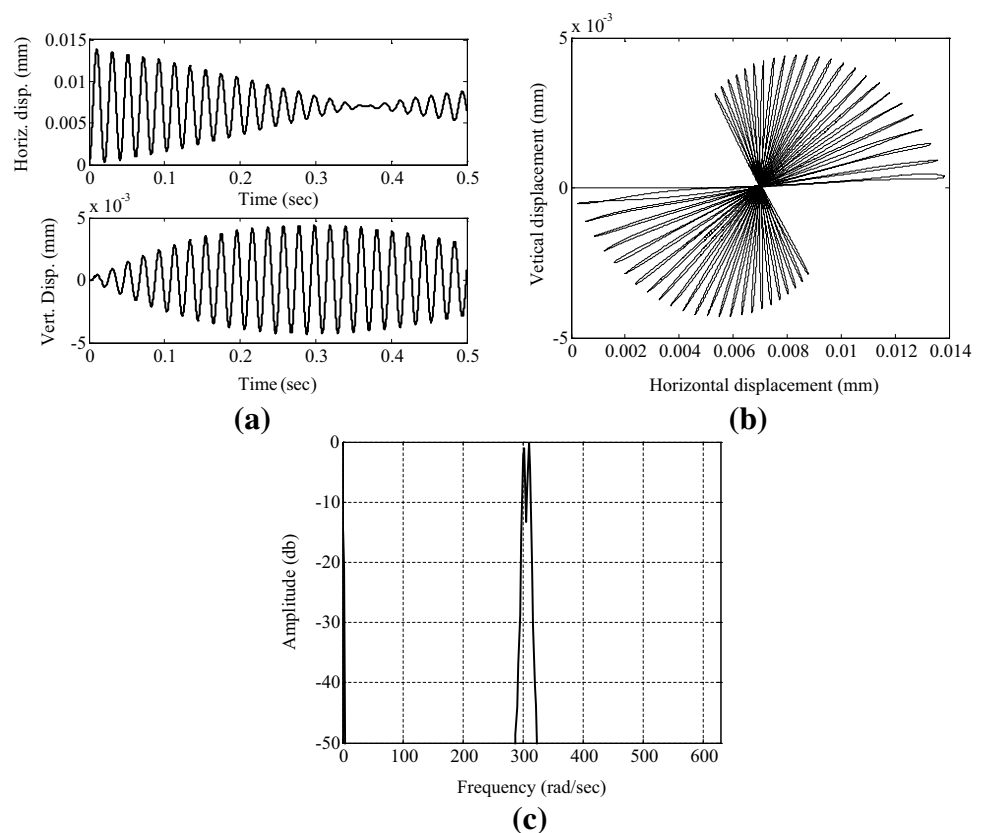 0.015
0.01
0.005
0
Horiz. disp. (mm)
0 0.1 0.2 0.3 0.4 0.5
Time (sec)
x 10^-3
5
0
-5
Vert. Disp. (mm)
0 0.1 0.2 0.3 0.4 0.5
Time (sec)
(a)
x 10^-3
5
0
-5
Vetical displacement (mm)
0 0.002 0.004 0.006 0.008 0.01 0.012 0.014
Horizontal displacement (mm)
(b)
0
-10
-20
-30
-40
-50
Amplitude (db)
0 100 200 300 400 500 600
Frequency (rad/sec)
(c)